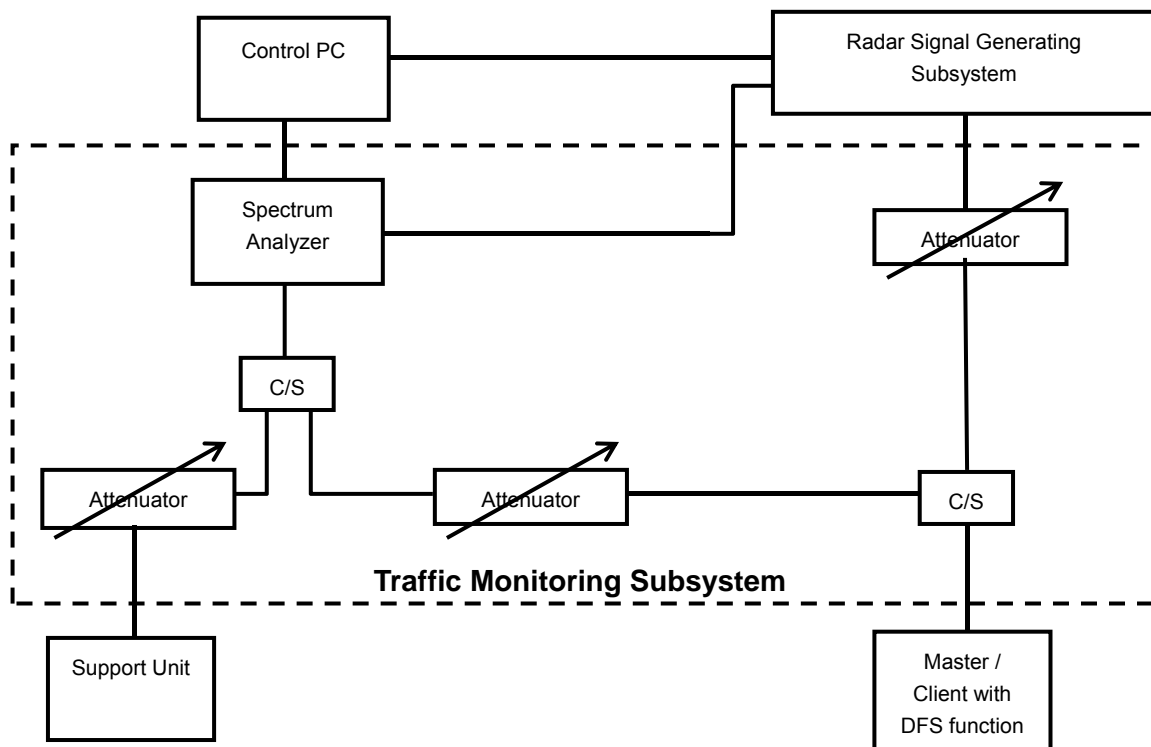 Control PC
Radar Signal Generating
Subsystem
Spectrum
Analyzer
Attenuator
C/S
Attenuator
Attenuator
C/S
Traffic Monitoring Subsystem
Support Unit
Master /
Client with
DFS function